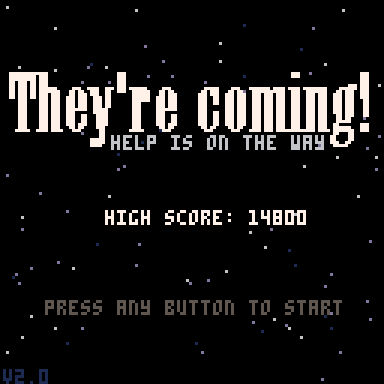 They're coming!
HELP IS ON THE WAY
HIGH SCORE: 14800
PRESS ANY BUTTON TO START
V2.0